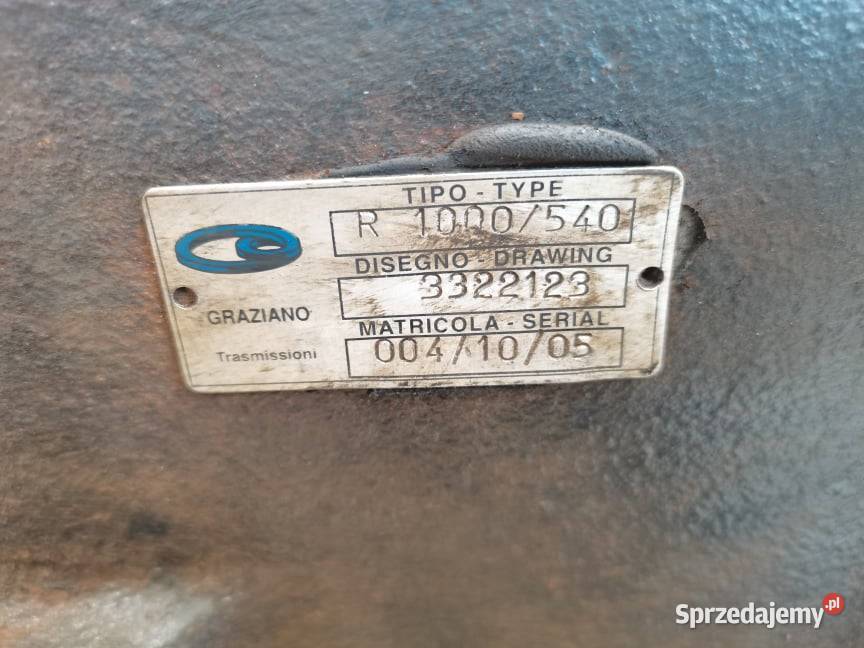 TIPO - TYPE
R 1000/540
DISEGNO - DRAWING
3322123
GRAZIANO
MATRICOLA - SERIAL
Trasmissioni
004/10/05
Sprzedajemy.pl